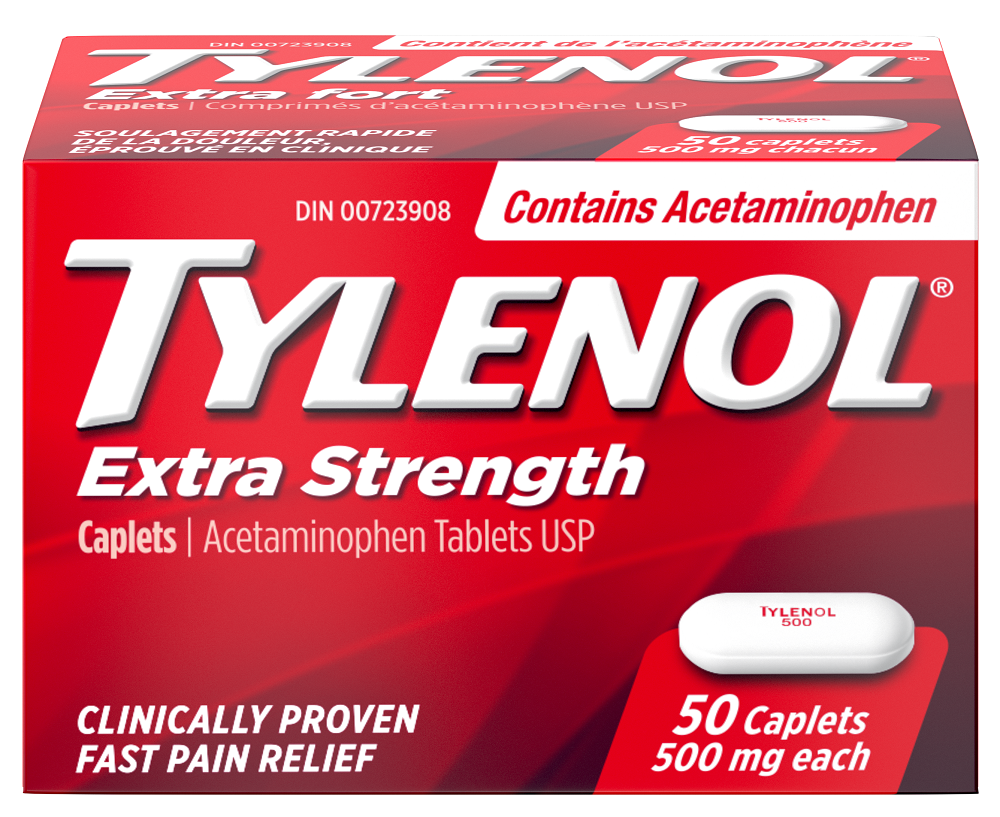 DIN 00723908
Contient de l'acétaminophène
TYLENOL®
Extra fort
Caplets | Comprimés d'acétaminophène USP
SOULAGEMENT RAPIDE
DE LA DOULEUR,
ÉPROUVÉ EN CLINIQUE
TYLENOL
500
50 caplets
500 mg chacun
DIN 00723908
Contains Acetaminophen
TYLENOL®
Extra Strength
Caplets | Acetaminophen Tablets USP
TYLENOL
500
CLINICALLY PROVEN
FAST PAIN RELIEF
50 Caplets
500 mg each